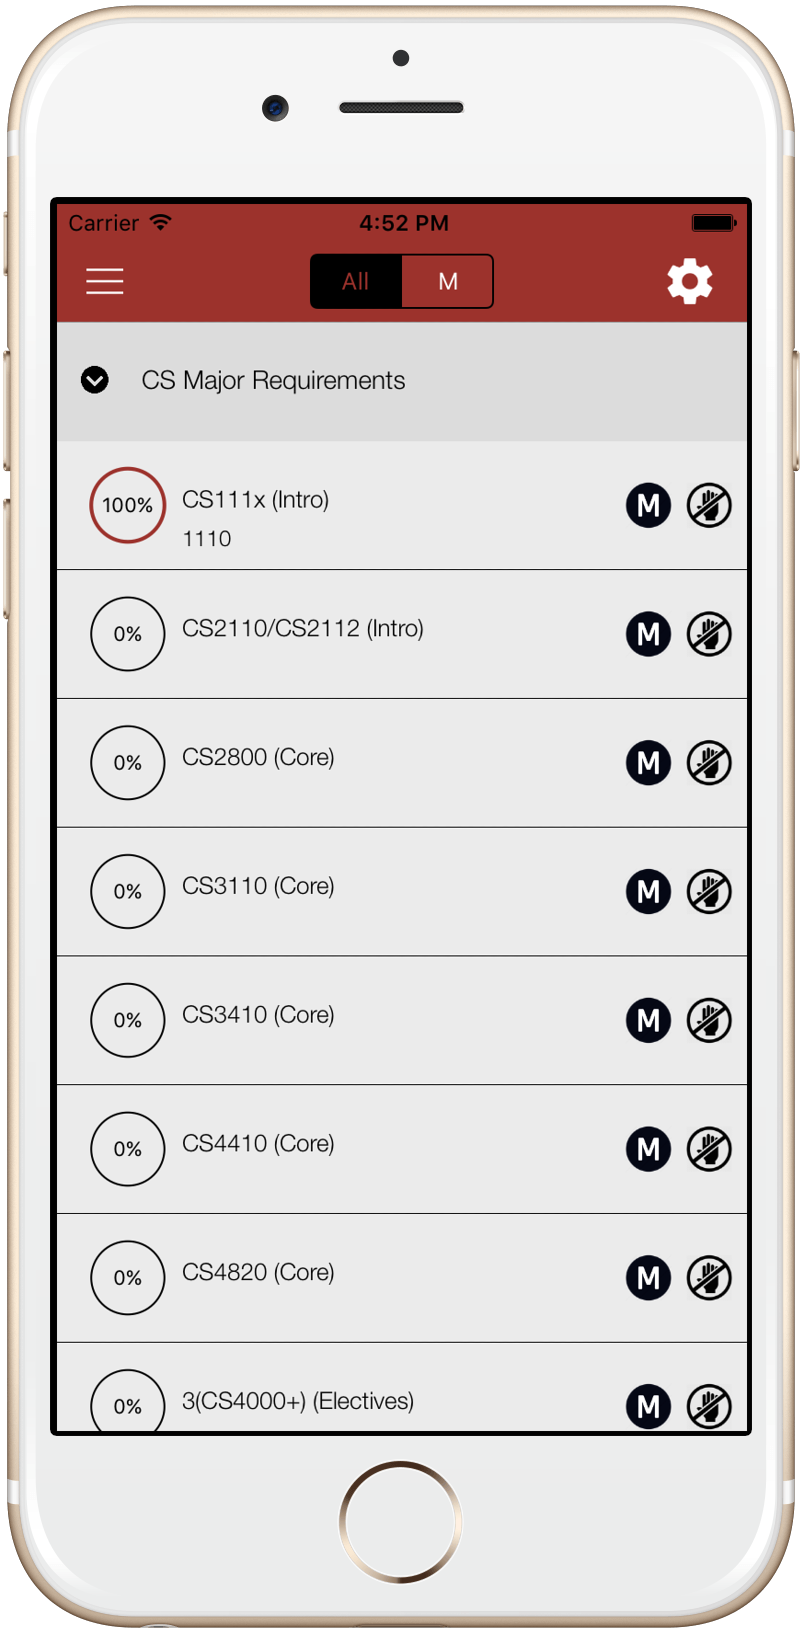 Carrier 4:52 PM
All M
CS Major Requirements
100% CS111x (Intro) M
1110
0% CS2110/CS2112 (Intro) M
0% CS2800 (Core) M
0% CS3110 (Core) M
0% CS3410 (Core) M
0% CS4410 (Core) M
0% CS4820 (Core) M
0% 3(CS4000+) (Electives) M